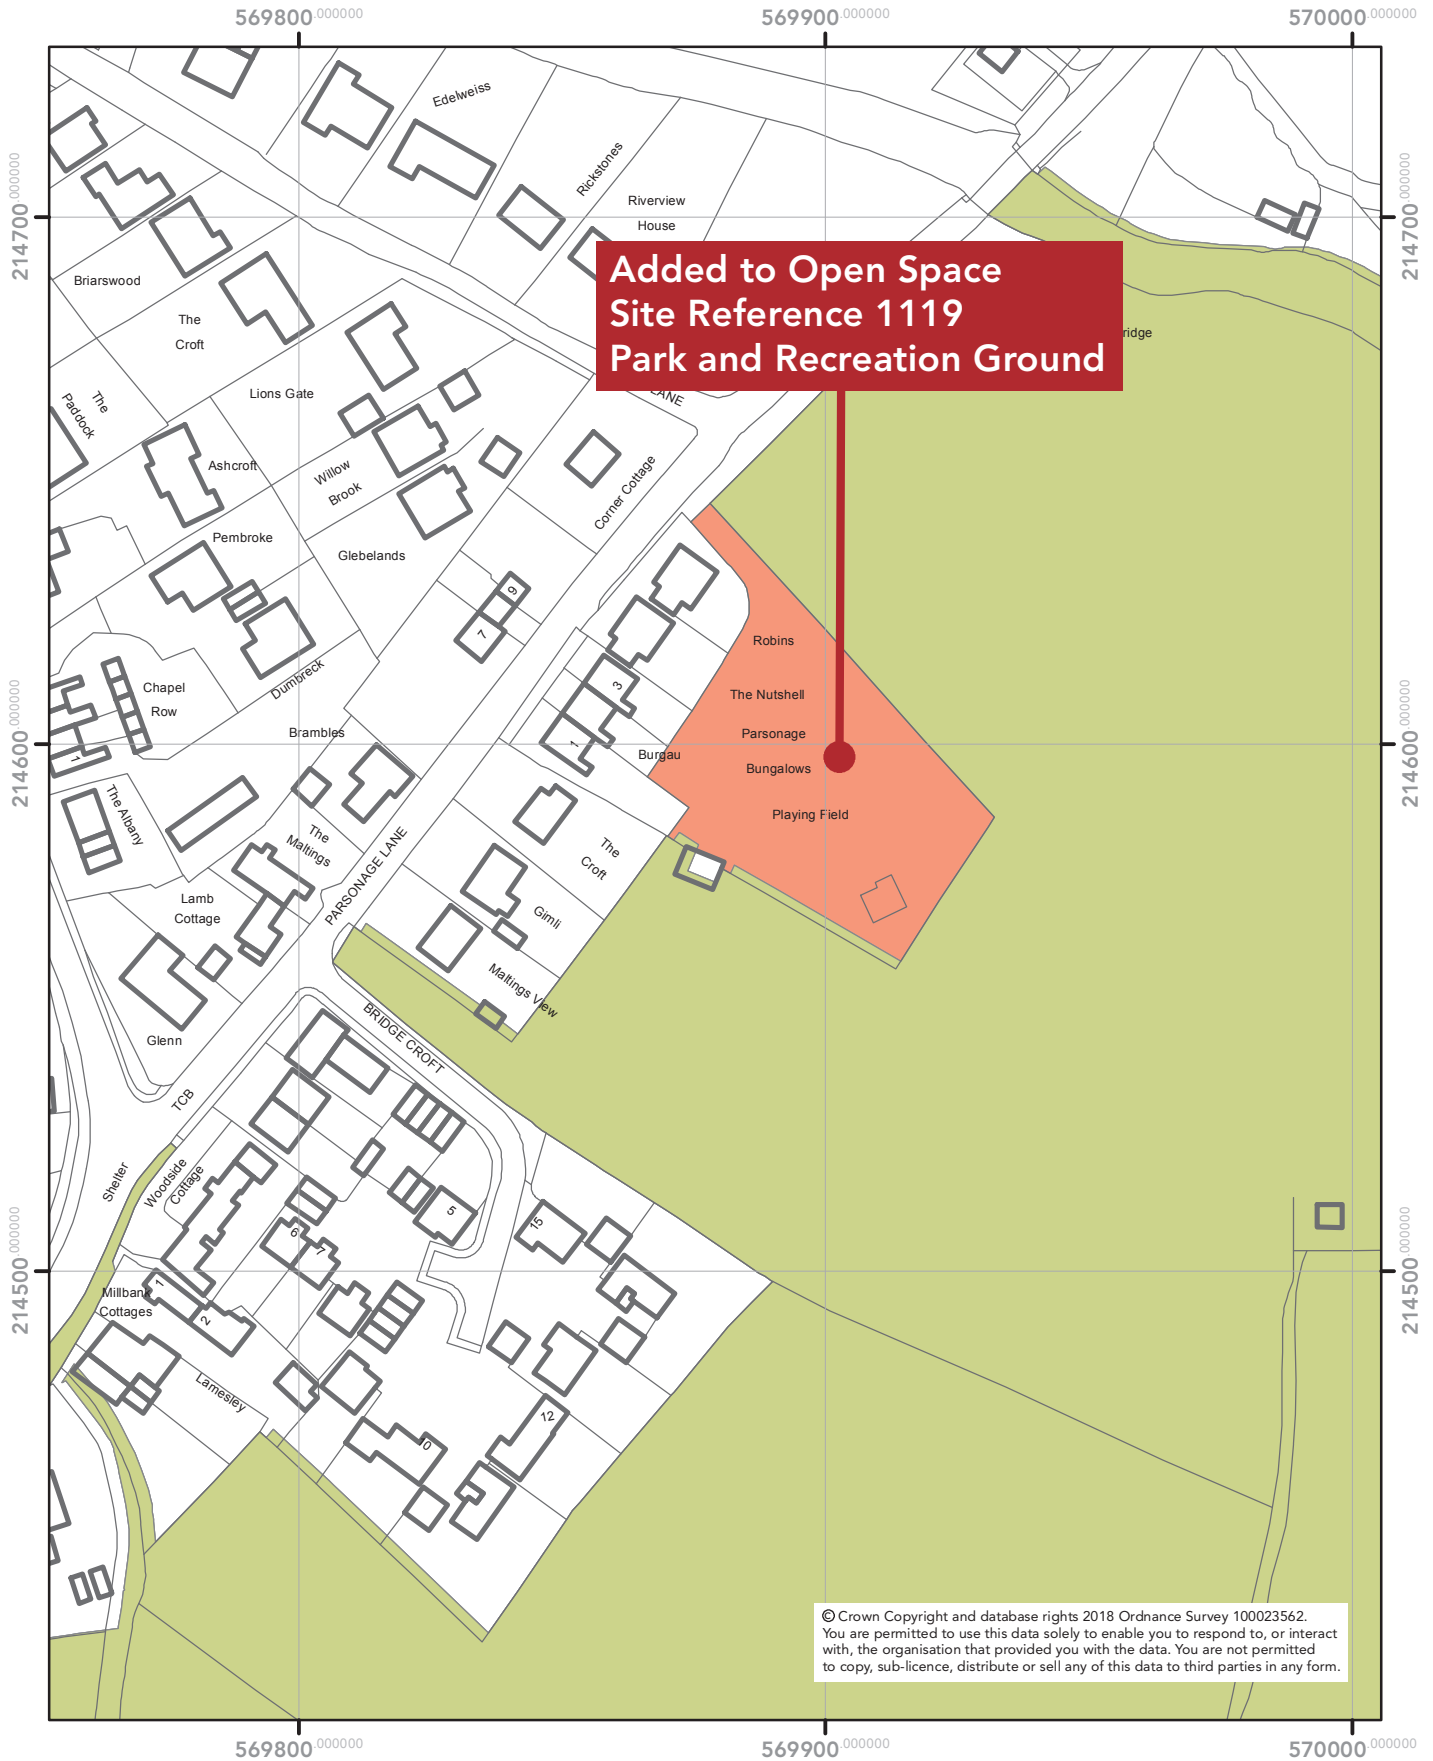 569800.000000
569900.000000
570000.000000
214700.000000
214700.000000
214600.000000
214600.000000
214500.000000
214500.000000
Edelweiss
Rickstones
Riverview
House
Briarswood
The
Croft
Added to Open Space
Site Reference 1119
Park and Recreation Ground
ridge
LANE
Lions Gate
The
Paddock
Ashcroft
Willow
Brook
Corner Cottage
Pembroke
Glebelands
9
7
Robins
The Nutshell
Parsonage
Bungalows
Playing Field
3
1
Burgau
Chapel
Row
Dumbreck
Brambles
1
The Albany
The
Maltings
PARSONAGE LANE
The
Croft
Gimli
Maltings View
Lamb
Cottage
Glenn
BRIDGE CROFT
TCB
Shelter
Woodside
Cottage
5
15
6
7
Millbank
Cottages
1
2
Lamesley
10
12
© Crown Copyright and database rights 2018 Ordnance Survey 100023562.
You are permitted to use this data solely to enable you to respond to, or interact
with, the organisation that provided you with the data. You are not permitted
to copy, sub-licence, distribute or sell any of this data to third parties in any form.
569800.000000
569900.000000
570000.000000